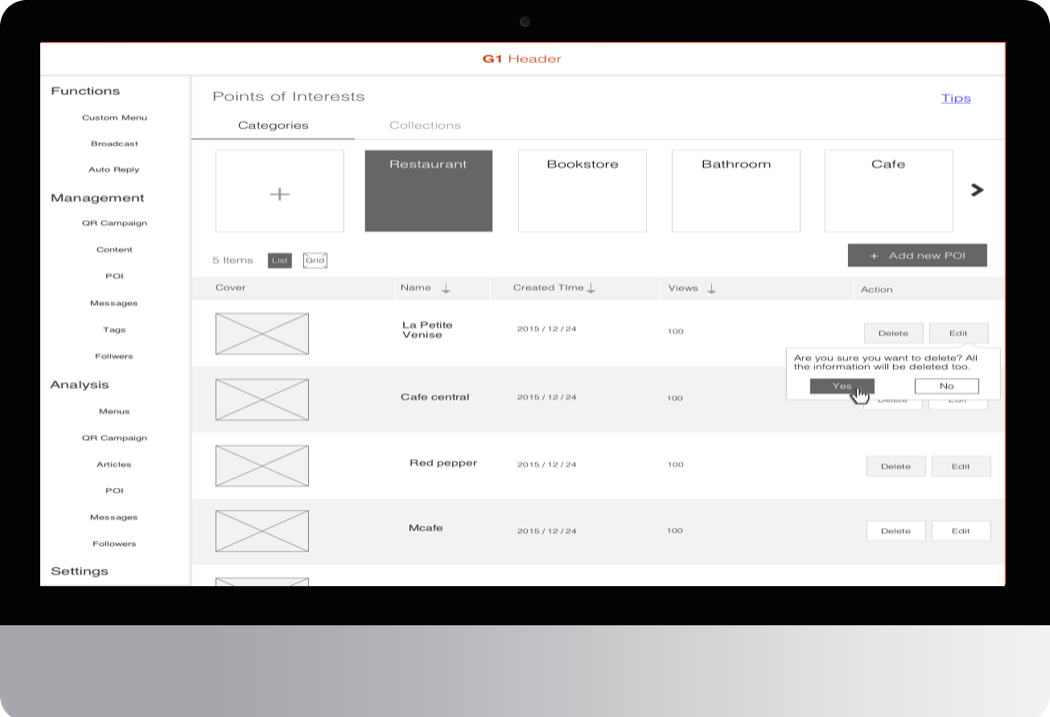 G1 Header
Functions
Custom Menu
Broadcast
Auto Reply
Management
QR Campaign
Content
POI
Messages
Tags
Follwers
Analysis
Menus
QR Campaign
Articles
POI
Messages
Followers
Settings
Points of Interests
Tips
Categories
Collections
+
Restaurant
Bookstore
Bathroom
Cafe
>
5 Items
List
Grid
+ Add new POI
Cover
Name ↓
Created TIme ↓
Views ↓
Action
La Petite
Venise
2015 / 12 / 24
100
Delete
Edit
Are you sure you want to delete? All
the information will be deleted too.
Yes
No
Cafe central
2015 / 12 / 24
100
Delete
Edit
Red pepper
2015 / 12 / 24
100
Delete
Edit
Mcafe
2015 / 12 / 24
100
Delete
Edit